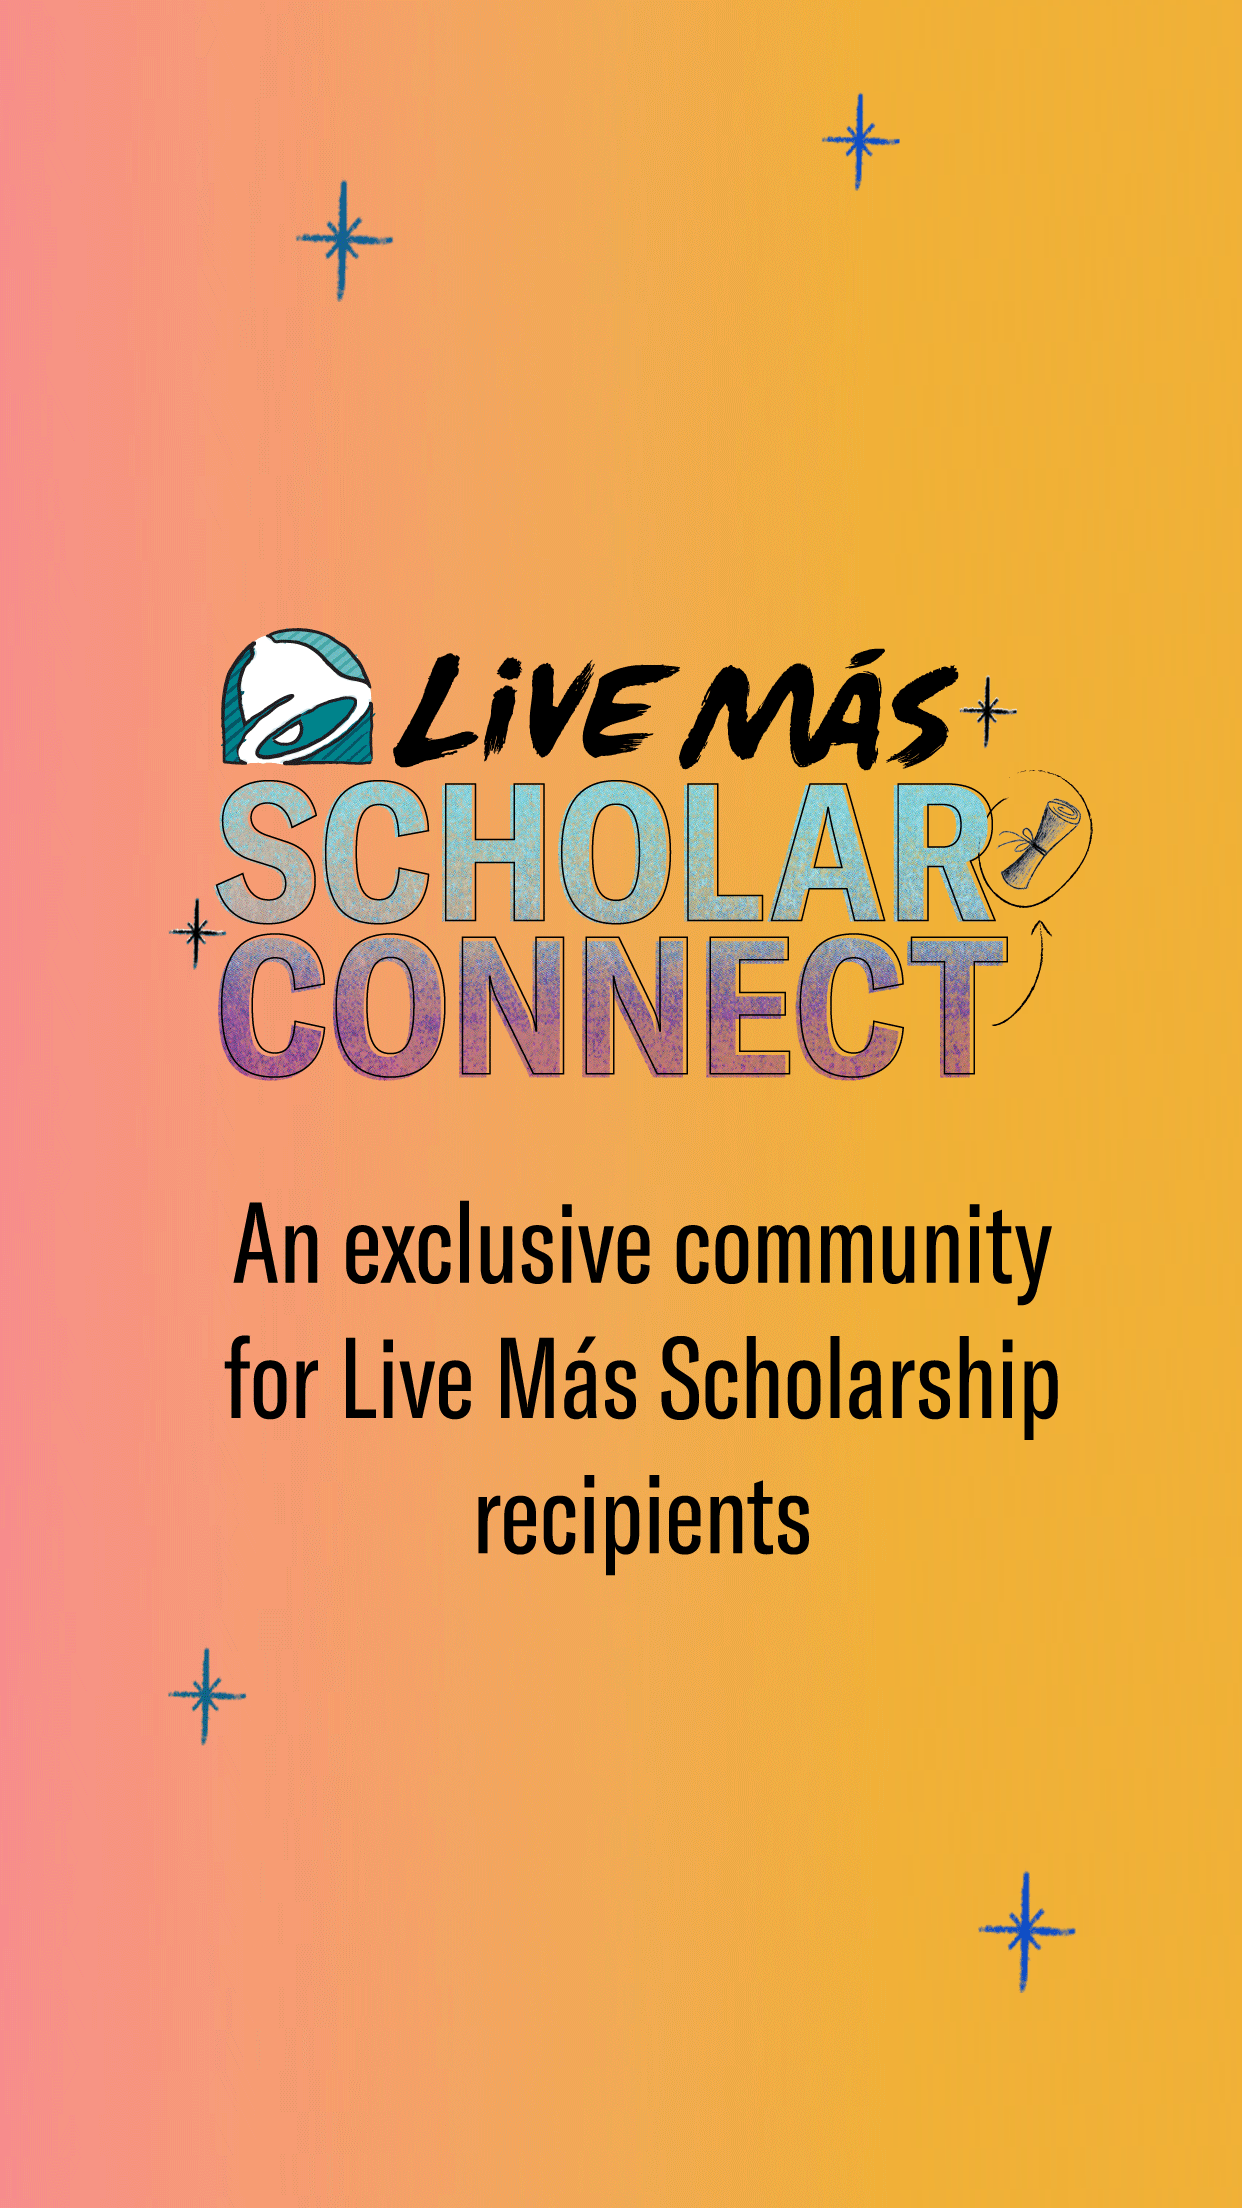 LiVE MÁS
SCHOLAR
CONNECT
An exclusive community
for Live Más Scholarship
recipients